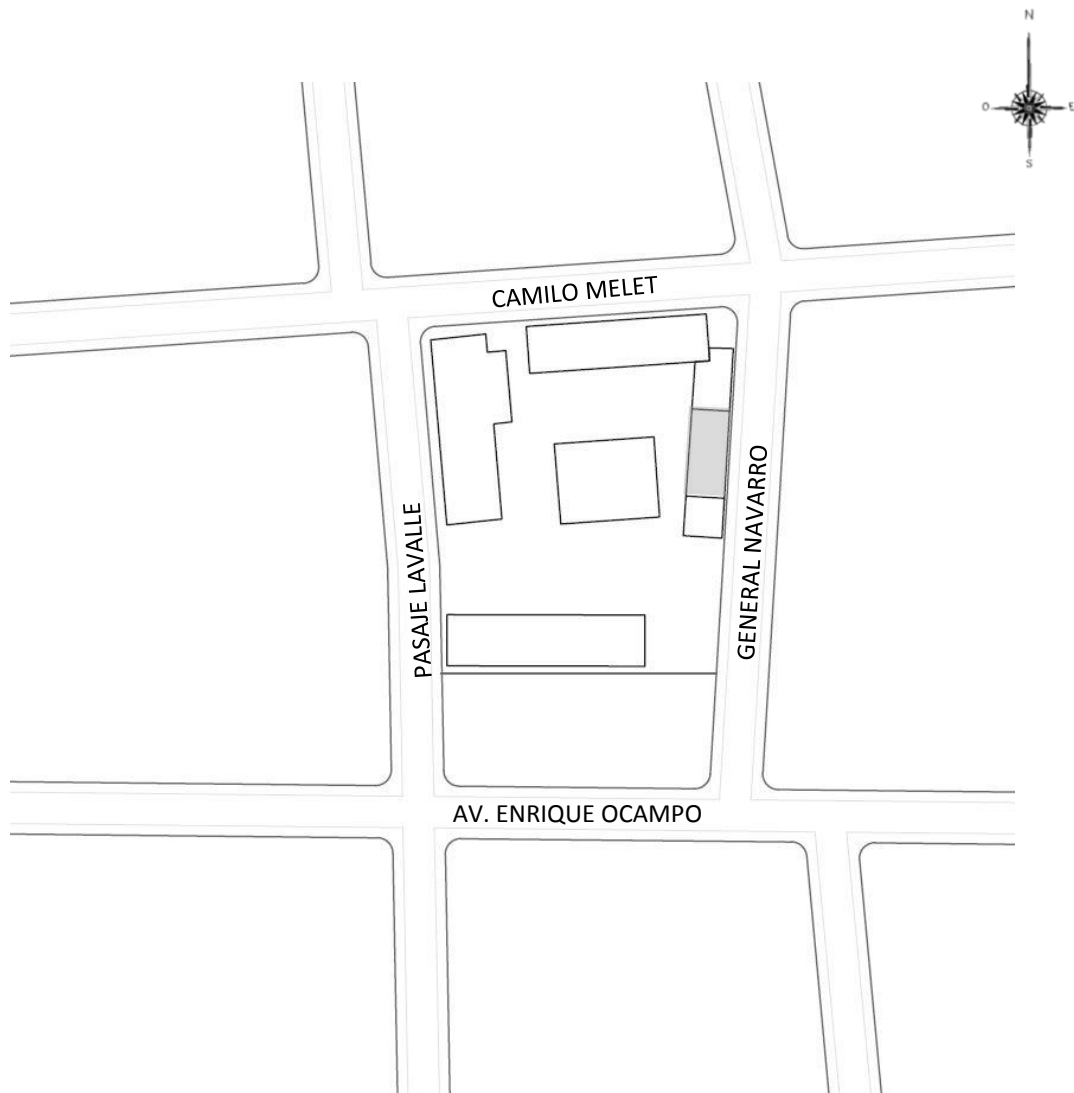 N
O
E
S
CAMILO MELET
PASAJE LAVALLE
GENERAL NAVARRO
AV. ENRIQUE OCAMPO